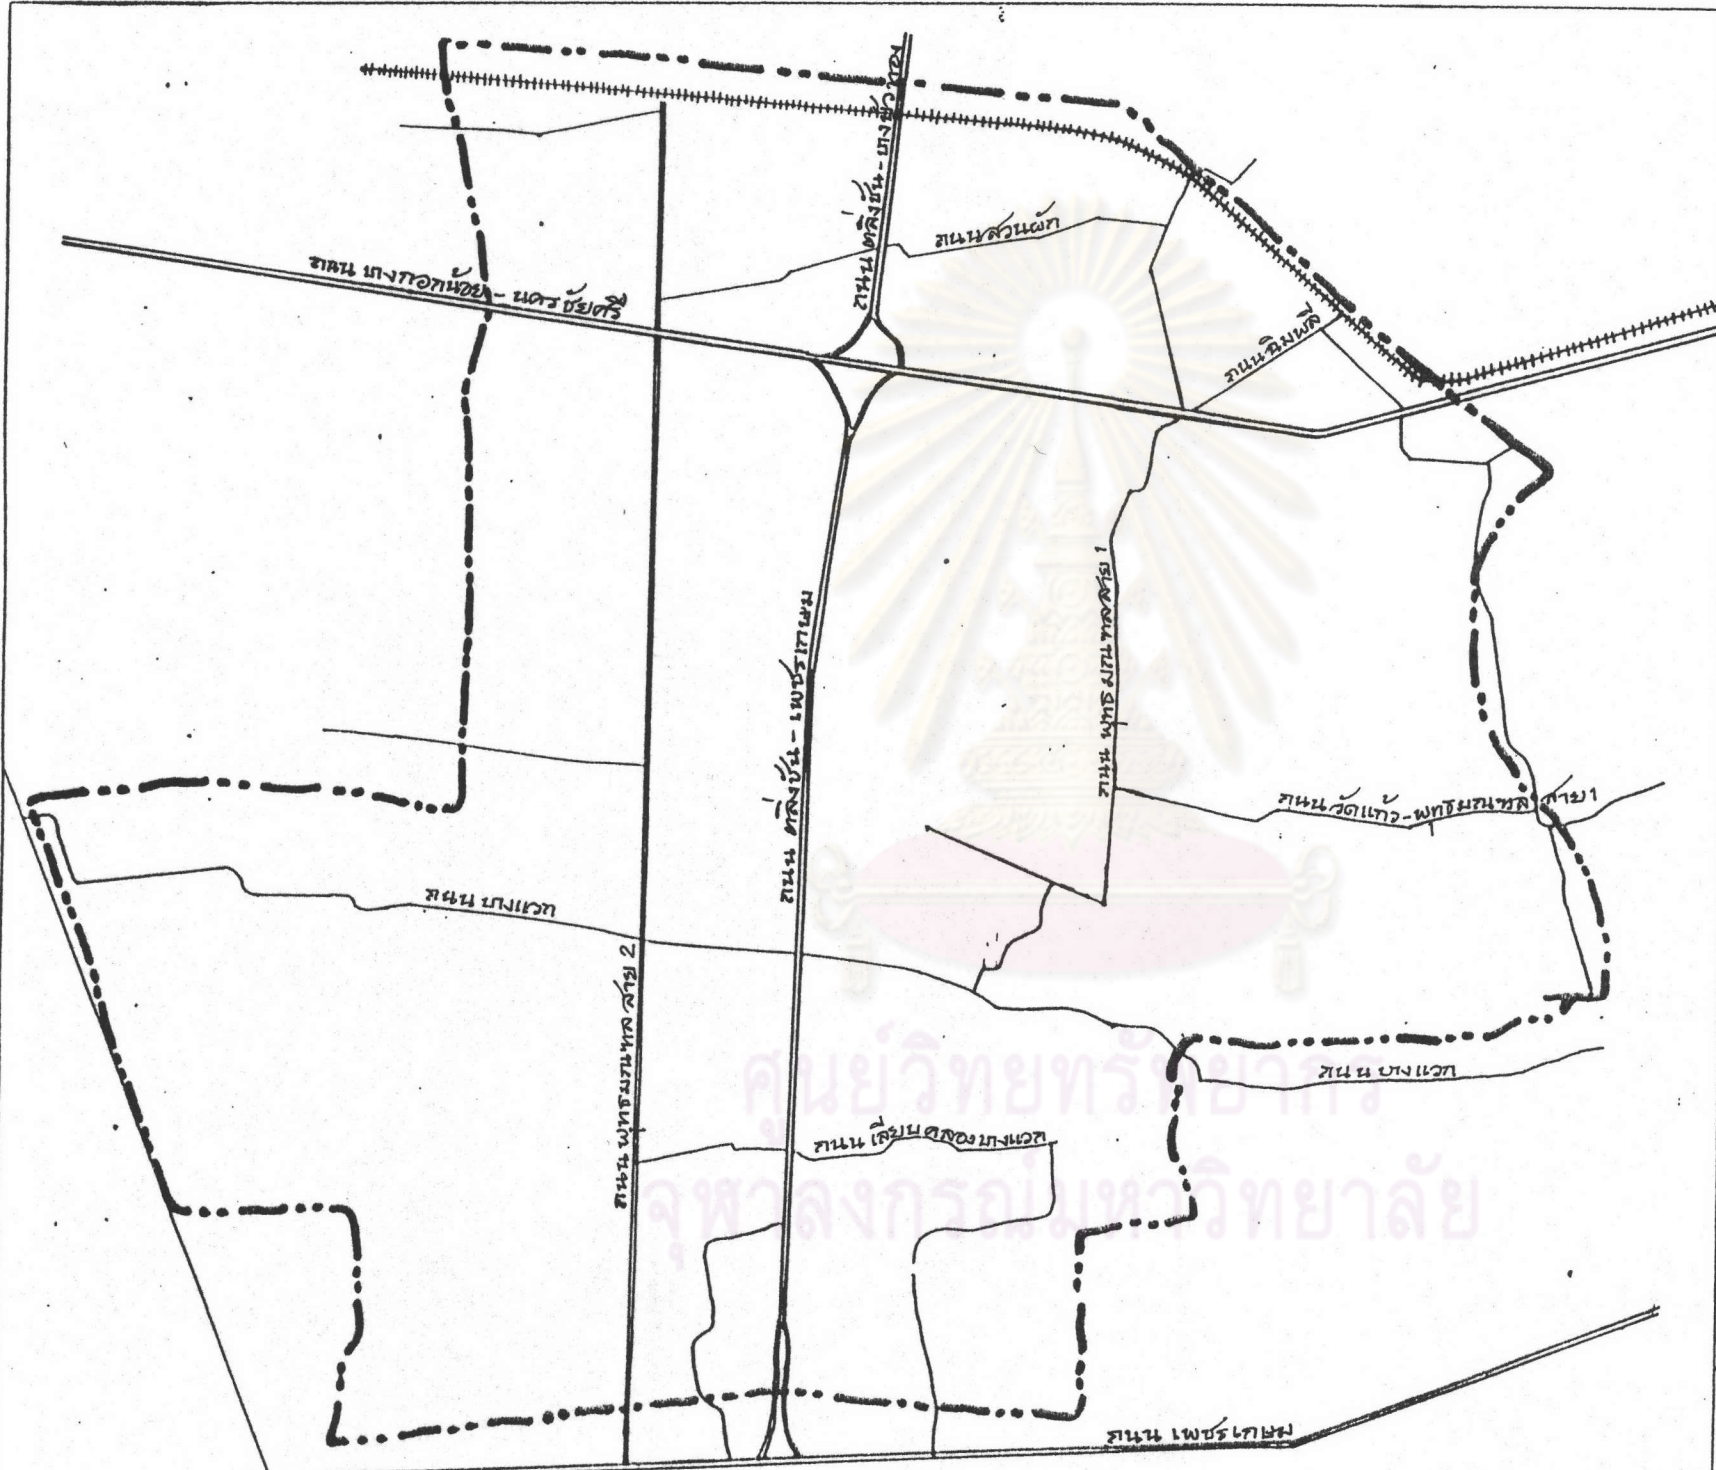 ถนนตลิ่งชัน-บางบัวทอง
ถนนสวนผัก
ถนน บางกอกน้อย - นครชัยศรี
ถนนฉิมพลี
ถนน พุทธมณฑลสาย 1
ถนน ตลิ่งชัน - เพชรเกษม
ถนนวัดแก้ว-พุทธมณฑล สาย 1
ถนน บางแวก
ถนน พุทธมณฑล สาย 2
ศูนย์วิทยทรัพยากร
ถนน บางแวก
ถนน เลียบคลองบางแวก
จุฬาลงกรณ์มหาวิทยาลัย
ถนน เพชรเกษม